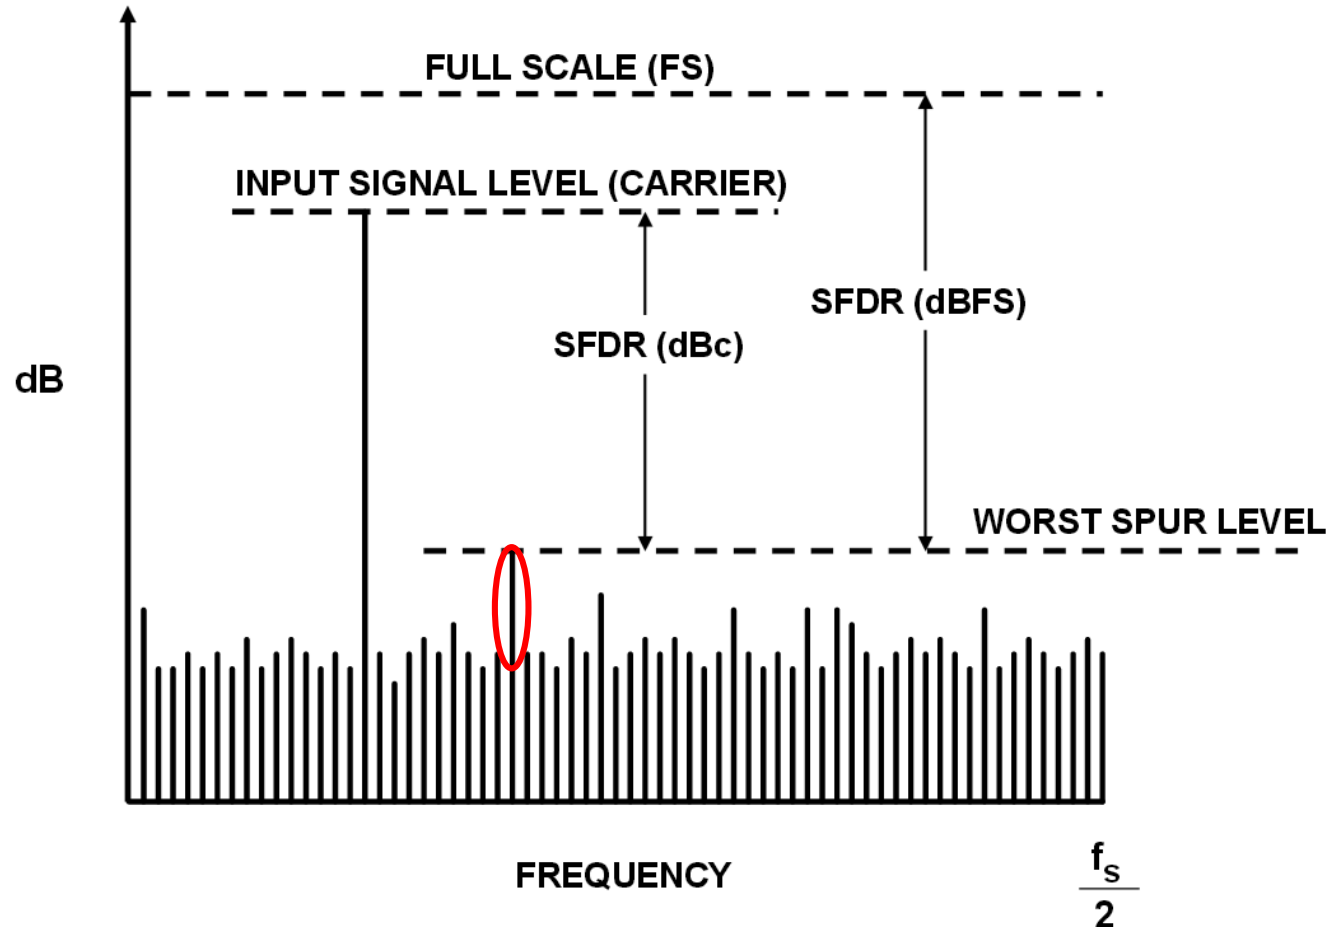 FULL SCALE (FS)
INPUT SIGNAL LEVEL (CARRIER)
SFDR (dBFS)
SFDR (dBc)
dB
WORST SPUR LEVEL
FREQUENCY
fs
2